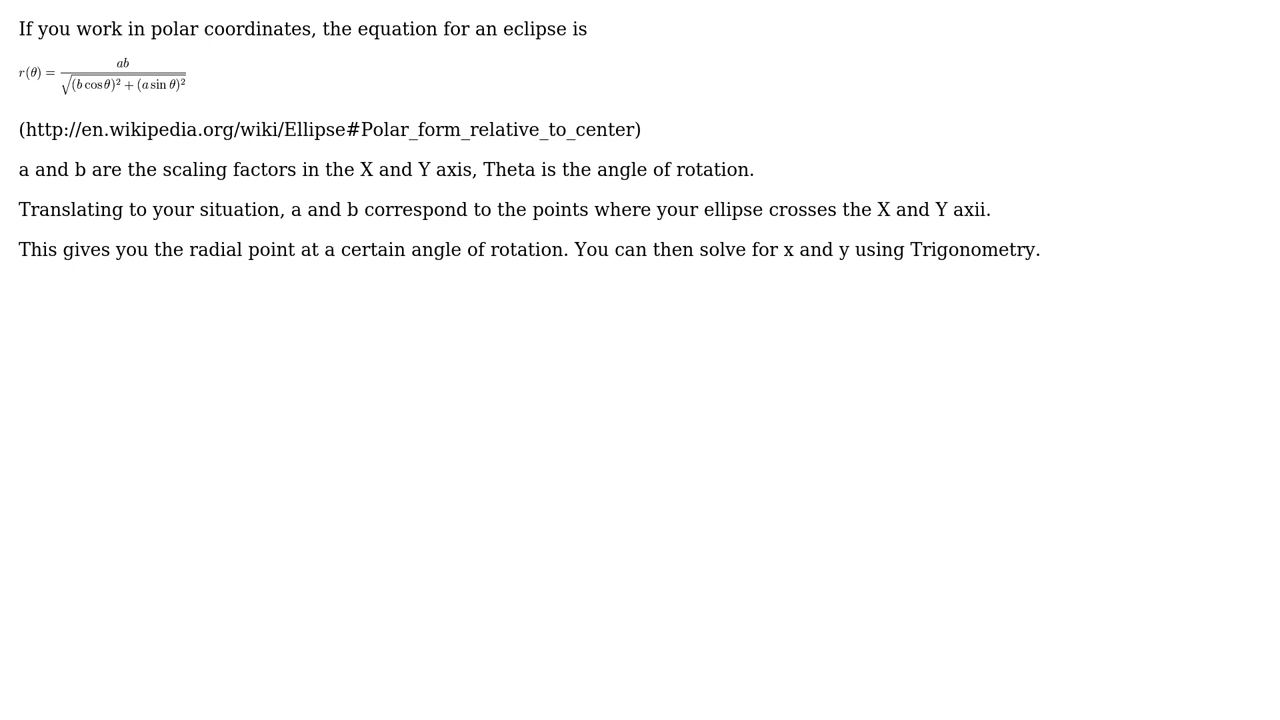 If you work in polar coordinates, the equation for an eclipse is
r(θ) = ab / √((b cos θ)² + (a sin θ)²)
(http://en.wikipedia.org/wiki/Ellipse#Polar_form_relative_to_center)
a and b are the scaling factors in the X and Y axis, Theta is the angle of rotation.
Translating to your situation, a and b correspond to the points where your ellipse crosses the X and Y axii.
This gives you the radial point at a certain angle of rotation. You can then solve for x and y using Trigonometry.